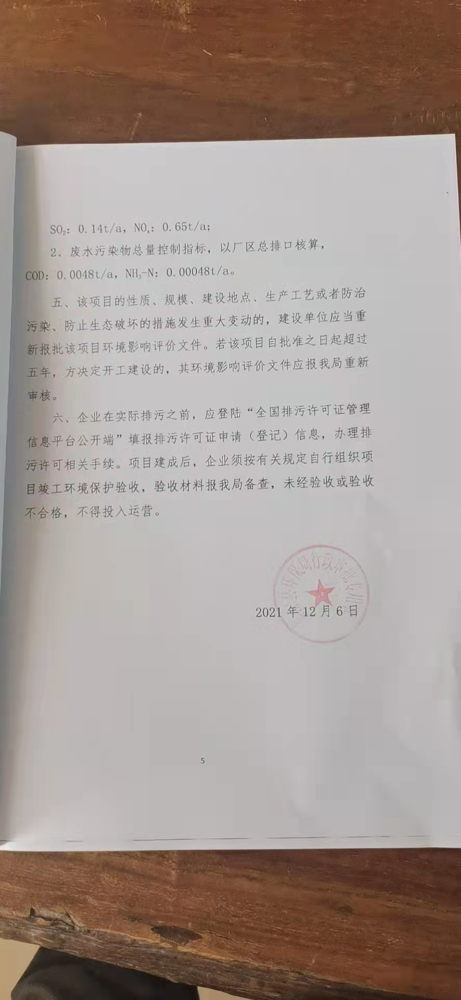 SO₂：0.14t/a，NOₓ：0.65t/a；
2、废水污染物总量控制指标，以厂区总排口核算，
COD：0.0048t/a，NH₃-N：0.00048t/a。
五、该项目的性质、规模、建设地点、生产工艺或者防治
污染、防止生态破坏的措施发生重大变动的，建设单位应当重
新报批该项目环境影响评价文件。若该项目自批准之日起超过
五年，方决定开工建设的，其环境影响评价文件应报我局重新
审核。
六、企业在实际排污之前，应登陆“全国排污许可证管理
信息平台公开端”填报排污许可证申请（登记）信息，办理排
污许可相关手续。项目建成后，企业须按有关规定自行组织项
目竣工环境保护验收，验收材料报我局备查，未经验收或验收
不合格，不得投入运营。
县环保局行政审批专用
2021 年 12 月 6 日
5